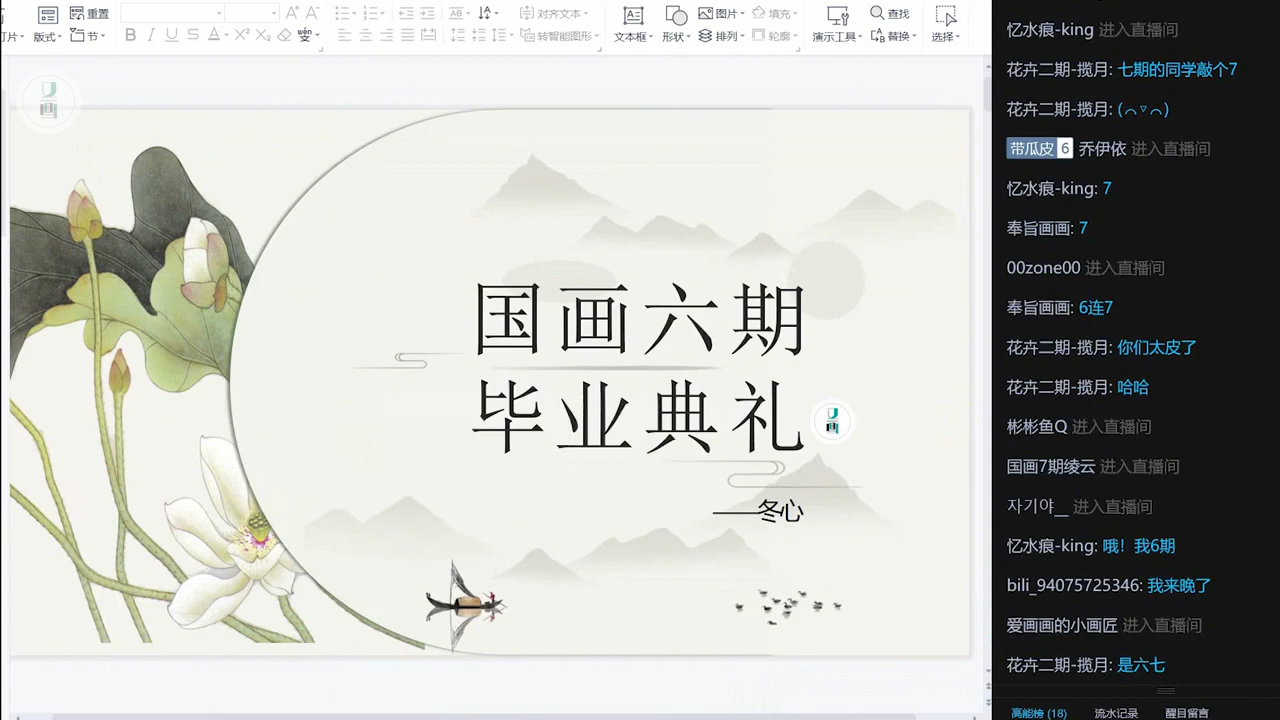 重置
版式
节
对齐文本
转智能图形
文本框
形状
图片
排列
填充
轮廓
演示工具
查找
替换
选择
国画六期
毕业典礼
——冬心
忆水痕-king 进入直播间
花卉二期-揽月: 七期的同学敲个7
花卉二期-揽月: (⌒▽⌒)
带瓜皮 6 乔伊依 进入直播间
忆水痕-king: 7
奉旨画画: 7
00zone00 进入直播间
奉旨画画: 6连7
花卉二期-揽月: 你们太皮了
花卉二期-揽月: 哈哈
彬彬鱼Q 进入直播间
国画7期绫云 进入直播间
자기야__ 进入直播间
忆水痕-king: 哦！我6期
bili_94075725346: 我来晚了
爱画画的小画匠 进入直播间
花卉二期-揽月: 是六七
高能榜 (18) 流水记录 醒目留言